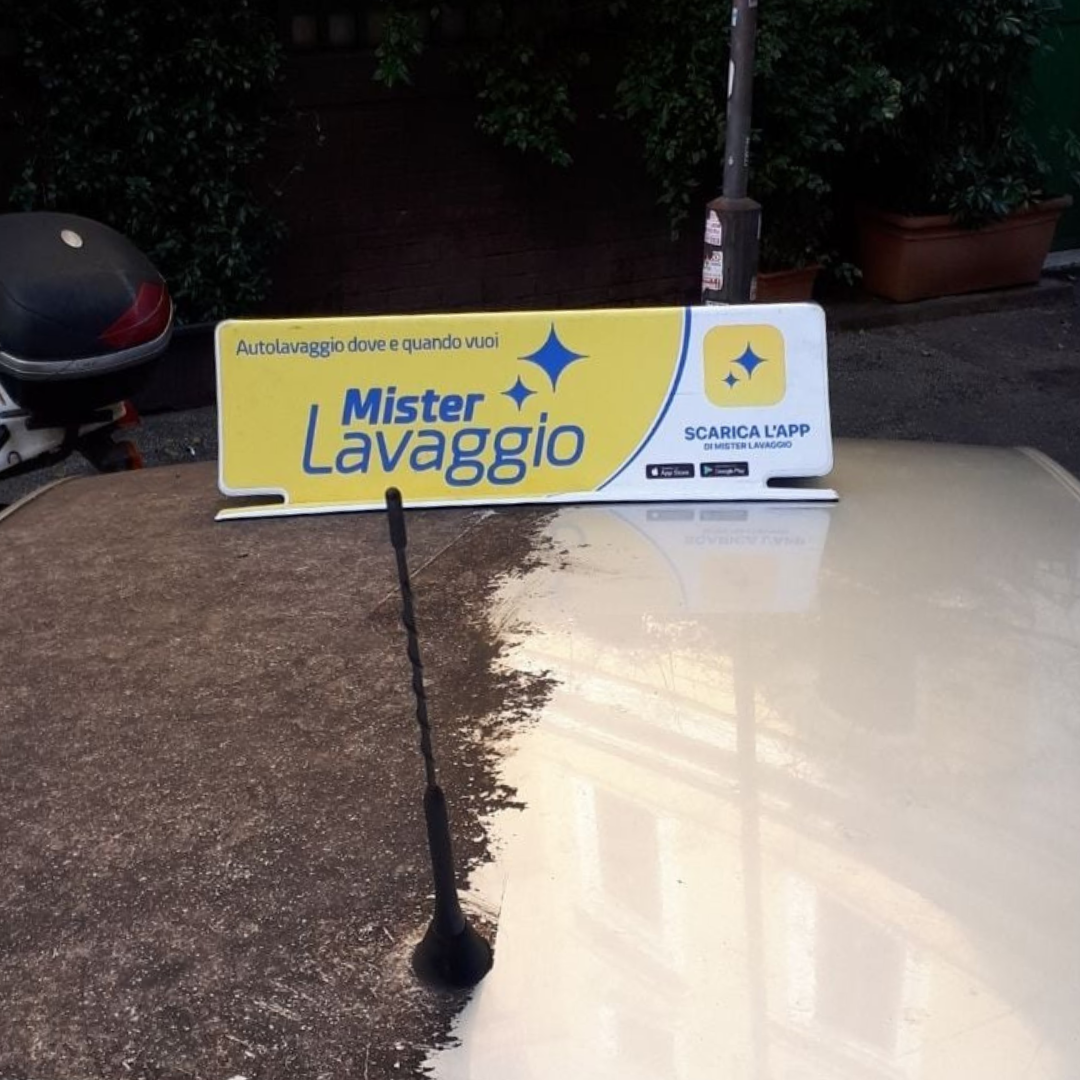 Autolavaggio dove e quando vuoi
Mister
Lavaggio
SCARICA L'APP
DI MISTER LAVAGGIO
App Store
Google Play